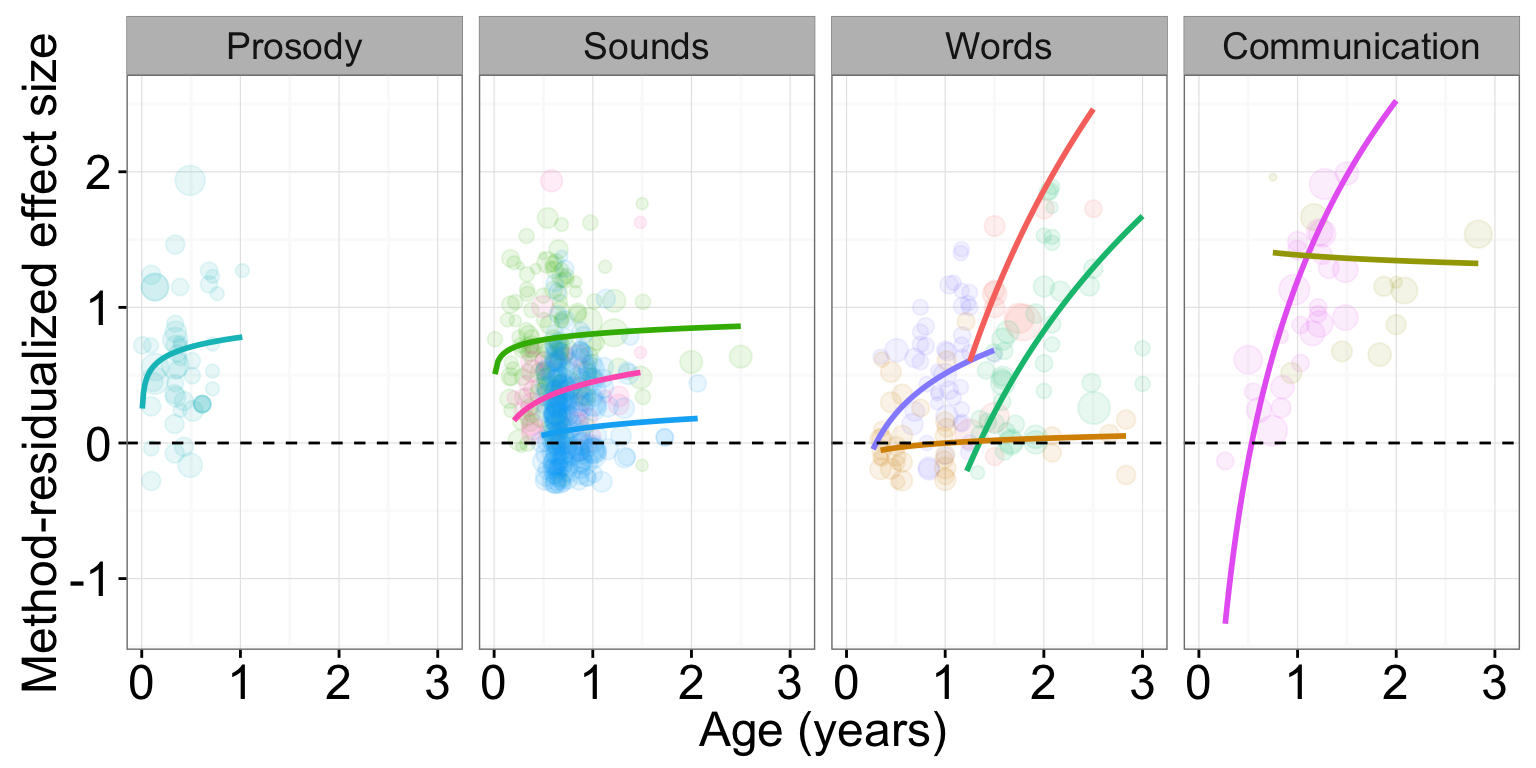 Prosody Sounds Words Communication
Method-residualized effect size
2
1
0
-1
0 1 2 3 0 1 2 3 0 1 2 3 0 1 2 3
Age (years)